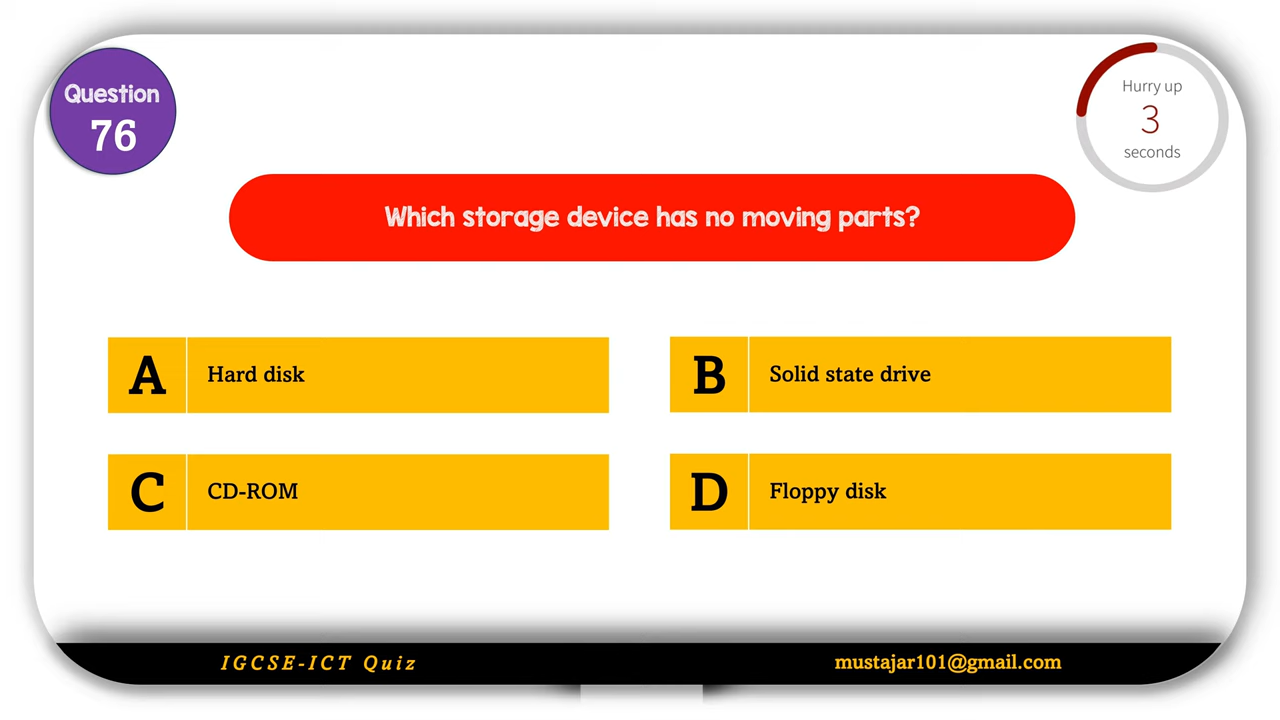 Question
76
Hurry up
3
seconds
Which storage device has no moving parts?
A Hard disk
B Solid state drive
C CD-ROM
D Floppy disk
IGCSE-ICT Quiz
mustajar101@gmail.com